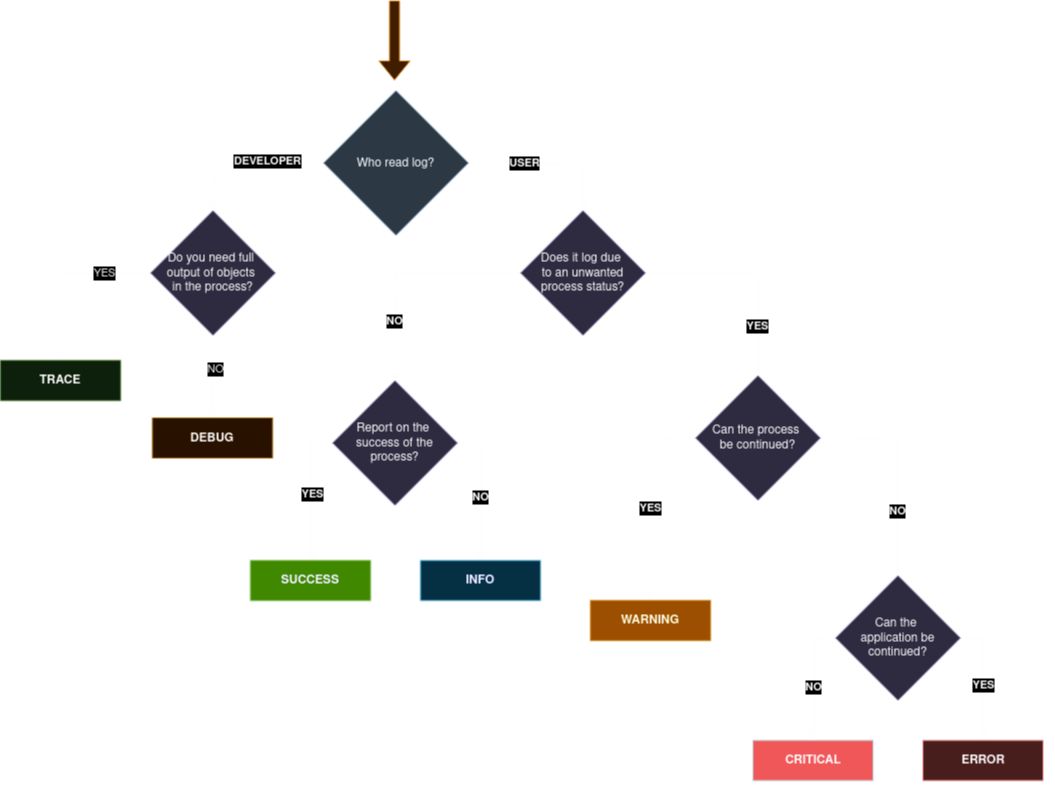 Who read log?
DEVELOPER
USER
Do you need full
output of objects
in the process?
YES
NO
TRACE
DEBUG
Does it log due
to an unwanted
process status?
NO
YES
Report on the
success of the
process?
YES
NO
SUCCESS
INFO
Can the process
be continued?
YES
NO
WARNING
Can the
application be
continued?
NO
YES
CRITICAL
ERROR